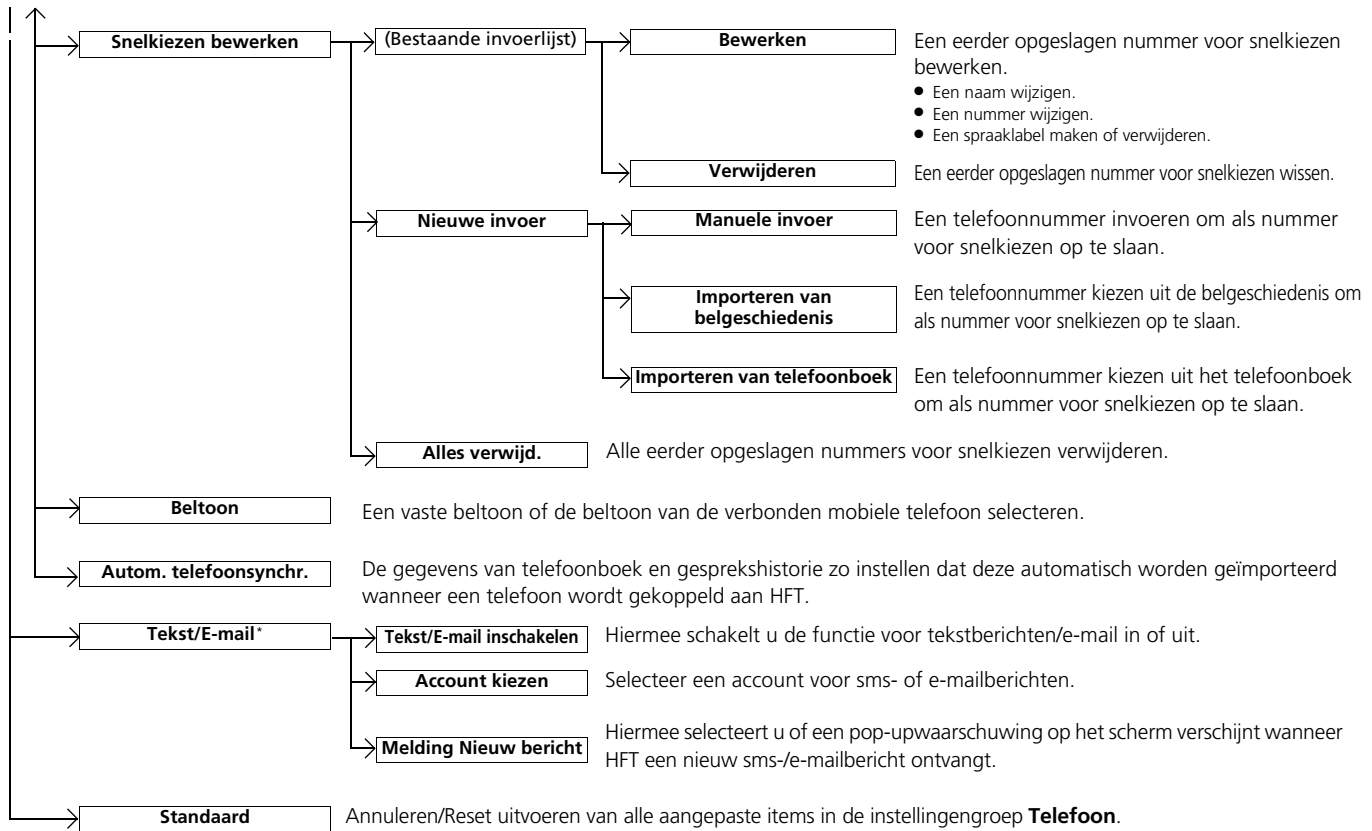 Snelkiezen bewerken
(Bestaande invoerlijst)
Bewerken
Een eerder opgeslagen nummer voor snelkiezen
bewerken.
● Een naam wijzigen.
● Een nummer wijzigen.
● Een spraaklabel maken of verwijderen.
Verwijderen
Een eerder opgeslagen nummer voor snelkiezen wissen.
Nieuwe invoer
Manuele invoer
Een telefoonnummer invoeren om als nummer
voor snelkiezen op te slaan.
Importeren van
belgeschiedenis
Een telefoonnummer kiezen uit de belgeschiedenis om
als nummer voor snelkiezen op te slaan.
Importeren van telefoonboek
Een telefoonnummer kiezen uit het telefoonboek
om als nummer voor snelkiezen op te slaan.
Alles verwijd.
Alle eerder opgeslagen nummers voor snelkiezen verwijderen.
Beltoon
Een vaste beltoon of de beltoon van de verbonden mobiele telefoon selecteren.
Autom. telefoonsynchr.
De gegevens van telefoonboek en gesprekshistorie zo instellen dat deze automatisch worden geïmporteerd
wanneer een telefoon wordt gekoppeld aan HFT.
Tekst/E-mail*
Tekst/E-mail inschakelen
Hiermee schakelt u de functie voor tekstberichten/e-mail in of uit.
Account kiezen
Selecteer een account voor sms- of e-mailberichten.
Melding Nieuw bericht
Hiermee selecteert u of een pop-upwaarschuwing op het scherm verschijnt wanneer
HFT een nieuw sms-/e-mailbericht ontvangt.
Standaard
Annuleren/Reset uitvoeren van alle aangepaste items in de instellingengroep Telefoon.